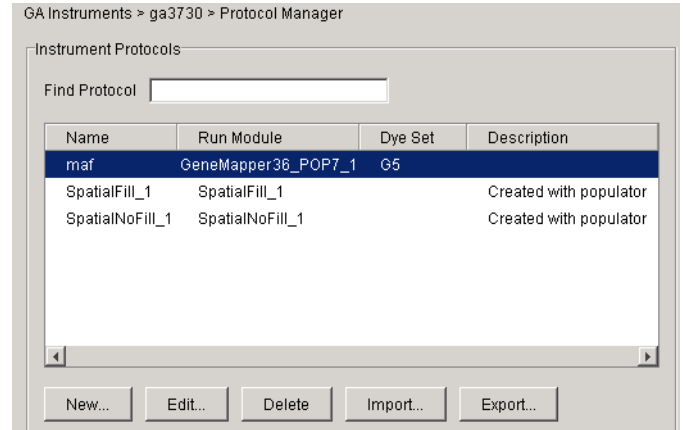 GA Instruments > ga3730 > Protocol Manager
Instrument Protocols
Find Protocol
Name Run Module Dye Set Description
maf GeneMapper36_POP7_1 G5
SpatialFill_1 SpatialFill_1 Created with populator
SpatialNoFill_1 SpatialNoFill_1 Created with populator
New... Edit... Delete Import... Export...